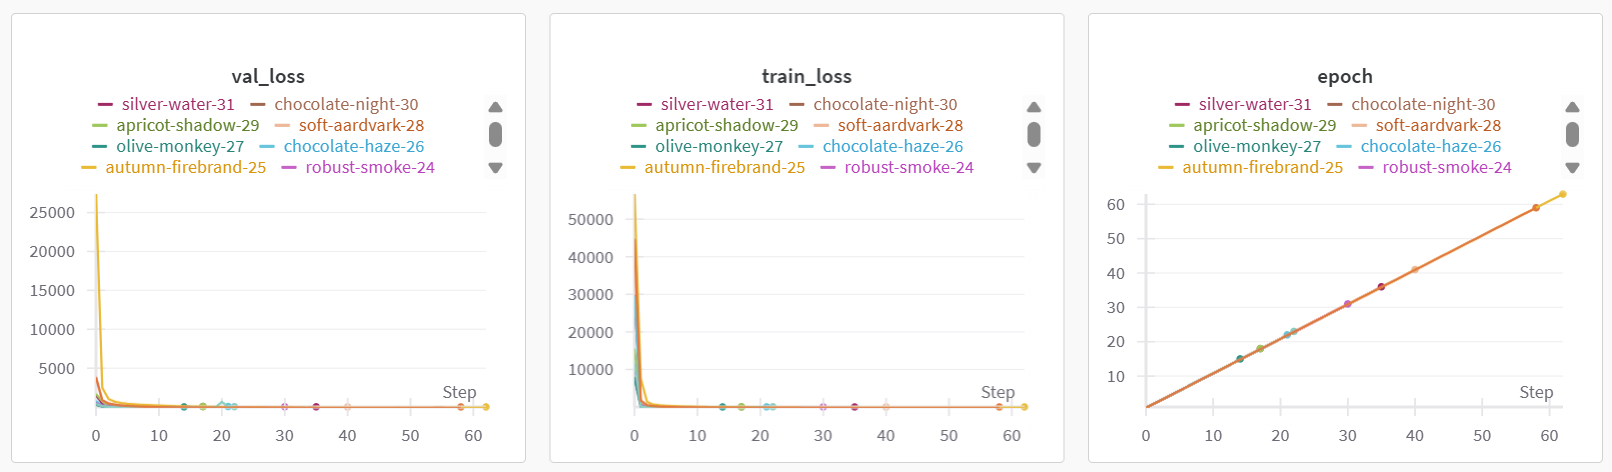 val_loss
silver-water-31 chocolate-night-30
apricot-shadow-29 soft-aardvark-28
olive-monkey-27 chocolate-haze-26
autumn-firebrand-25 robust-smoke-24
25000
20000
15000
10000
5000
Step
0 10 20 30 40 50 60
train_loss
silver-water-31 chocolate-night-30
apricot-shadow-29 soft-aardvark-28
olive-monkey-27 chocolate-haze-26
autumn-firebrand-25 robust-smoke-24
50000
40000
30000
20000
10000
Step
0 10 20 30 40 50 60
epoch
silver-water-31 chocolate-night-30
apricot-shadow-29 soft-aardvark-28
olive-monkey-27 chocolate-haze-26
autumn-firebrand-25 robust-smoke-24
60
50
40
30
20
10
Step
0 10 20 30 40 50 60